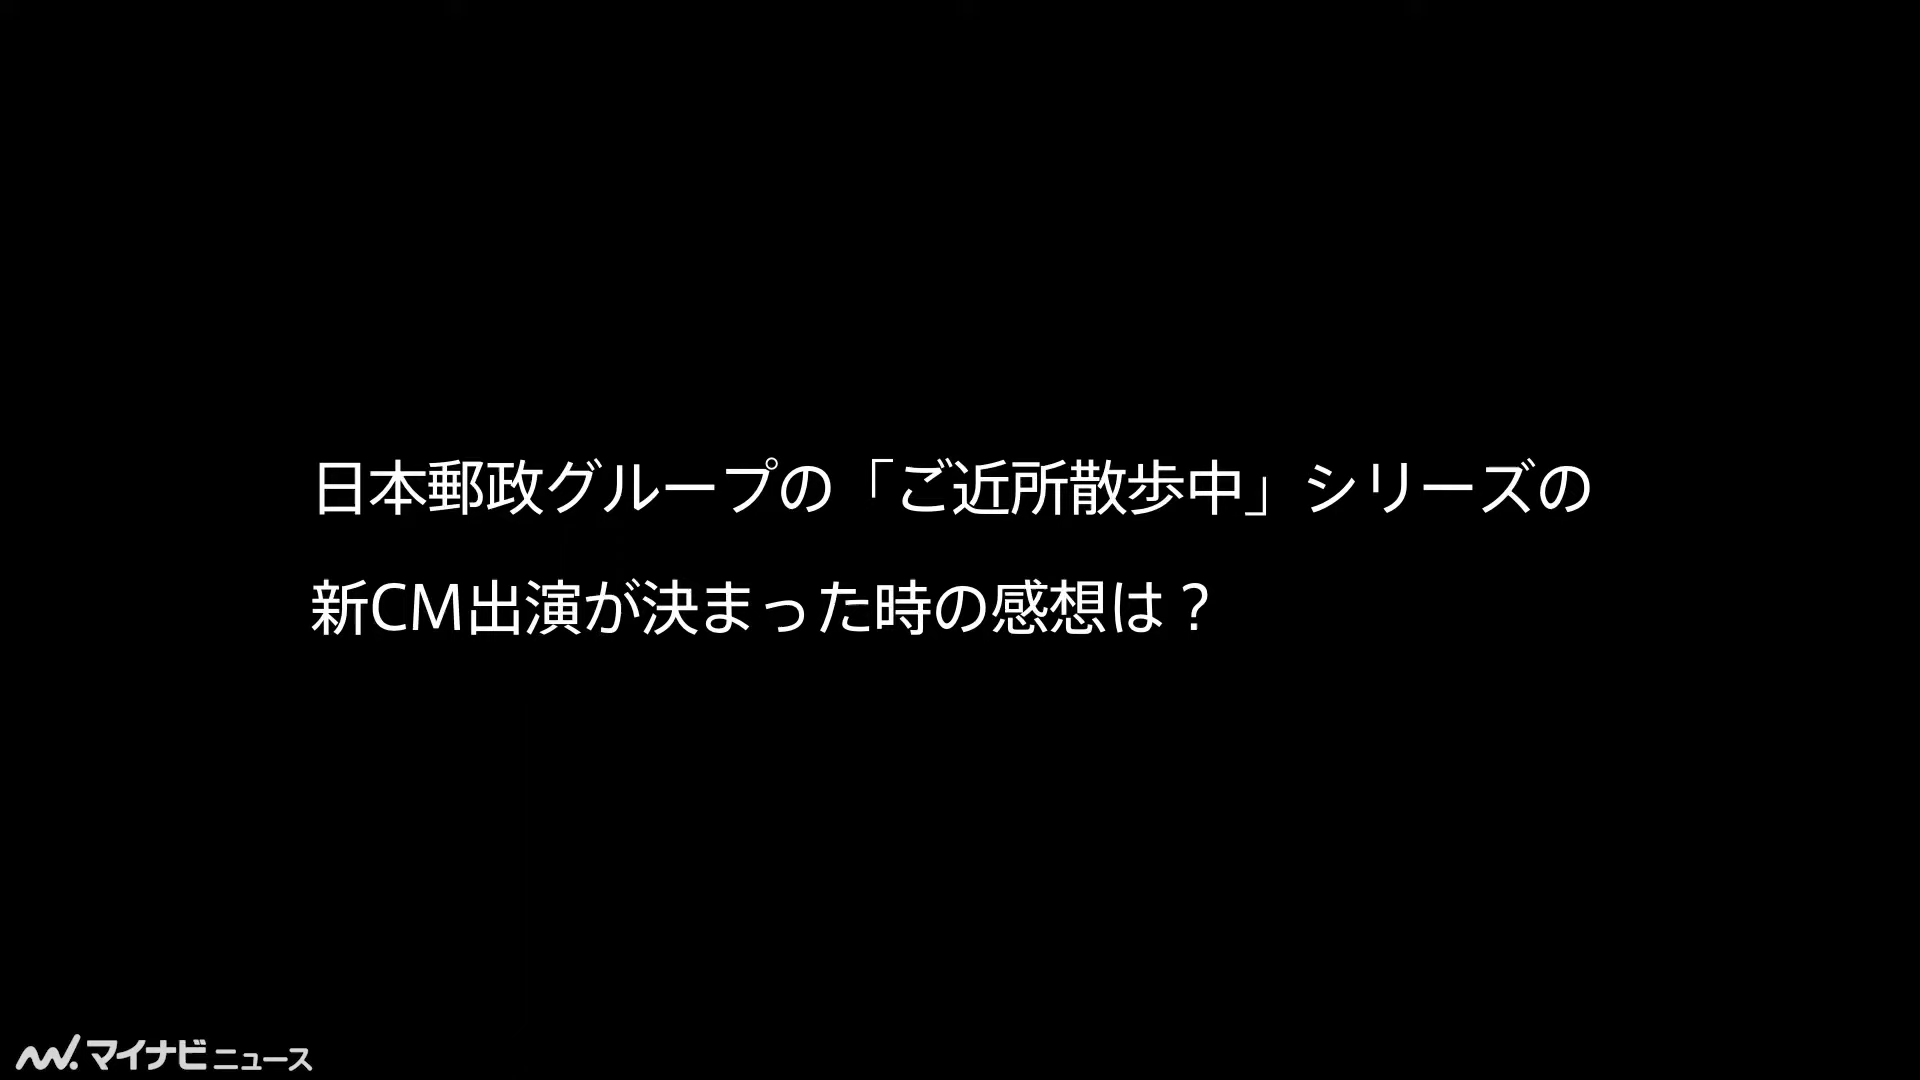 日本郵政グループの「ご近所散歩中」シリーズの
新CM出演が決まった時の感想は？
マイナビニュース